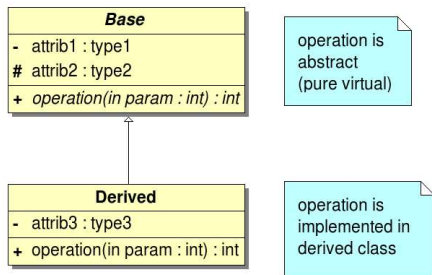 Base
- attrib1 : type1
# attrib2 : type2
+ operation(in param : int) : int
operation is
abstract
(pure virtual)
Derived
- attrib3 : type3
+ operation(in param : int) : int
operation is
implemented in
derived class